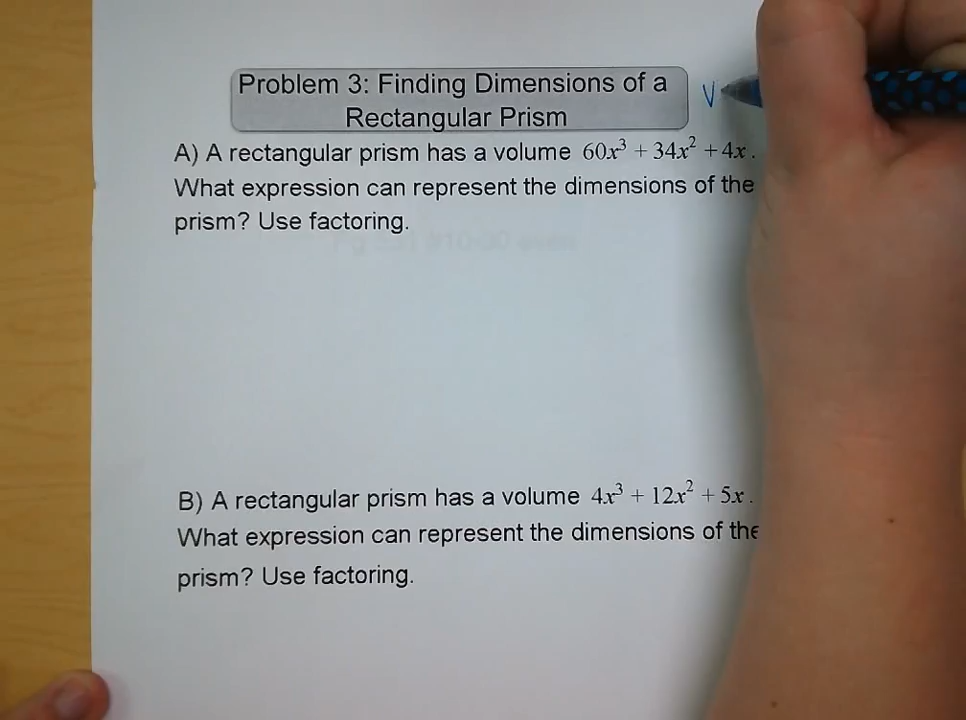 Problem 3: Finding Dimensions of a
Rectangular Prism
V
A) A rectangular prism has a volume 60x³ + 34x² + 4x.
What expression can represent the dimensions of the
prism? Use factoring.
B) A rectangular prism has a volume 4x³ + 12x² + 5x.
What expression can represent the dimensions of the
prism? Use factoring.